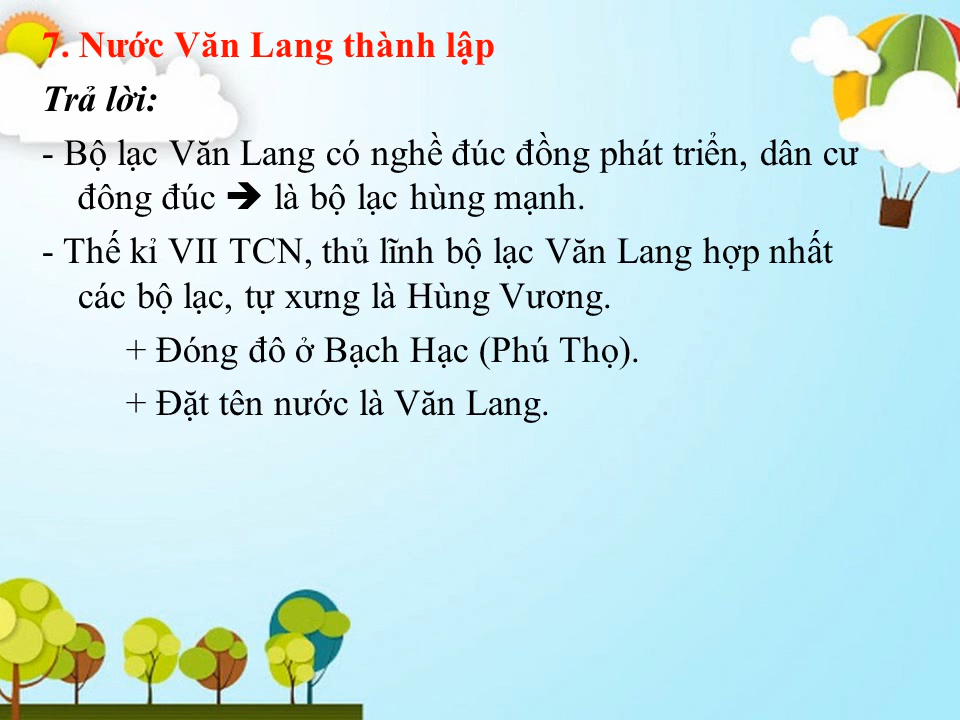 7. Nước Văn Lang thành lập
Trả lời:
- Bộ lạc Văn Lang có nghề đúc đồng phát triển, dân cư
đông đúc 🡺 là bộ lạc hùng mạnh.
- Thế kỉ VII TCN, thủ lĩnh bộ lạc Văn Lang hợp nhất
các bộ lạc, tự xưng là Hùng Vương.
+ Đóng đô ở Bạch Hạc (Phú Thọ).
+ Đặt tên nước là Văn Lang.